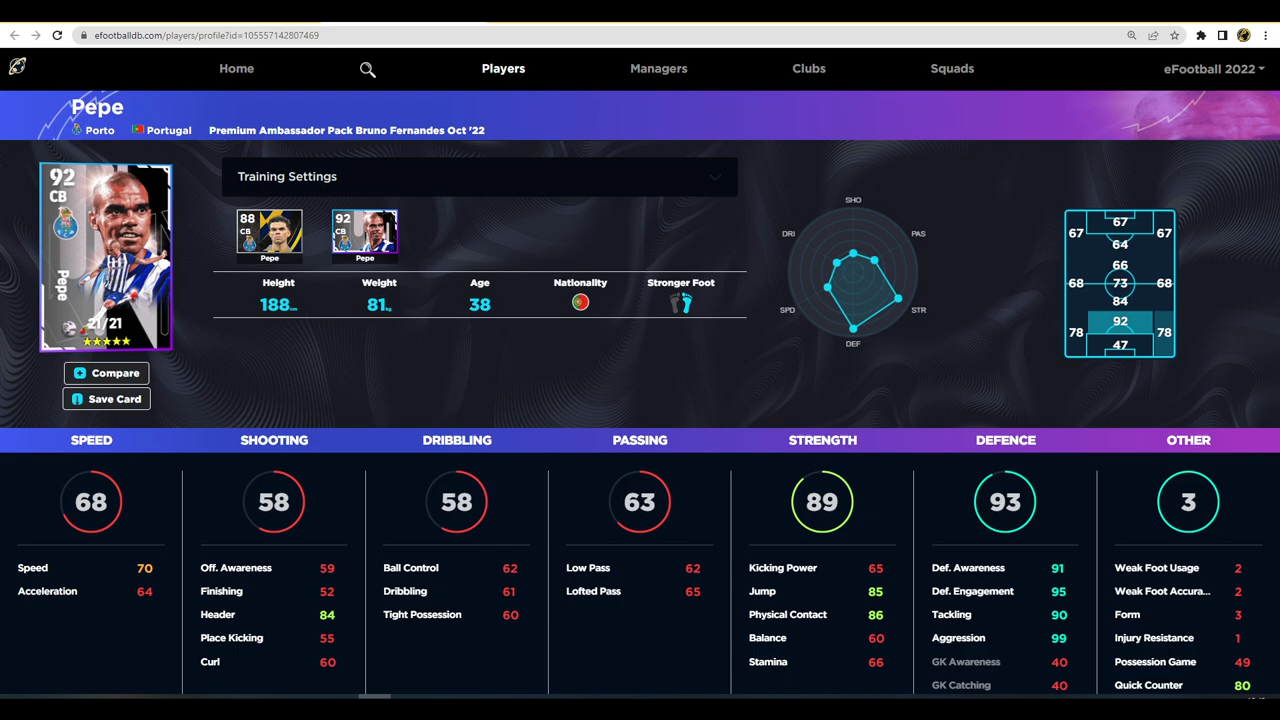 efootballdb.com/players/profile?id=105557142807469
Home Players Managers Clubs Squads eFootball 2022
Pepe
Porto Portugal Premium Ambassador Pack Bruno Fernandes Oct '22
92
CB
Pepe
21/21
★★★★★
Compare
Save Card
Training Settings
88
CB
Pepe
92
CB
Pepe
Height Weight Age Nationality Stronger Foot
188cm 81kg 38
SHO
DRI PAS
SPD STR
DEF
67
67 67
64
66
68 73 68
84
92
78 78
47
SPEED SHOOTING DRIBBLING PASSING STRENGTH DEFENCE OTHER
68 58 58 63 89 93 3
Speed 70
Acceleration 64
Off. Awareness 59
Finishing 52
Header 84
Place Kicking 55
Curl 60
Ball Control 62
Dribbling 61
Tight Possession 60
Low Pass 62
Lofted Pass 65
Kicking Power 65
Jump 85
Physical Contact 86
Balance 60
Stamina 66
Def. Awareness 91
Def. Engagement 95
Tackling 90
Aggression 99
GK Awareness 40
GK Catching 40
Weak Foot Usage 2
Weak Foot Accura... 2
Form 3
Injury Resistance 1
Possession Game 49
Quick Counter 80